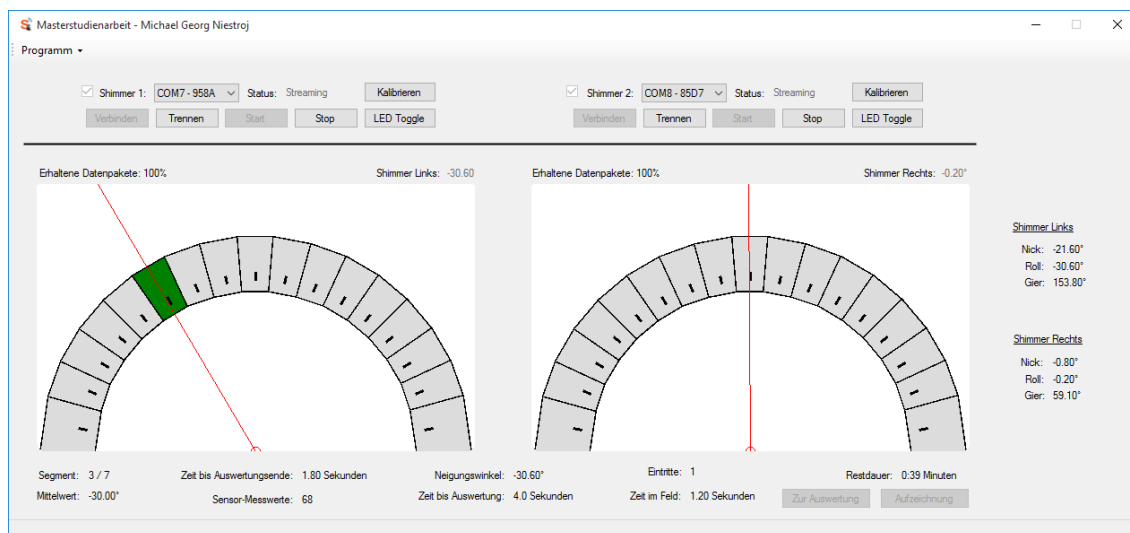 Masterstudienarbeit - Michael Georg Niestroj
Programm
Shimmer 1: COM7 - 958A Status: Streaming Kalibrieren Shimmer 2: COM8 - 85D7 Status: Streaming Kalibrieren
Verbinden Trennen Start Stop LED Toggle Verbinden Trennen Start Stop LED Toggle
Erhaltene Datenpakete: 100% Shimmer Links: -30.60 Erhaltene Datenpakete: 100% Shimmer Rechts: -0.20°
Shimmer Links
Nick: -21.60°
Roll: -30.60°
Gier: 153.80°
Shimmer Rechts
Nick: -0.80°
Roll: -0.20°
Gier: 59.10°
Segment: 3 / 7 Zeit bis Auswertungsende: 1.80 Sekunden Neigungswinkel: -30.60° Eintritte: 1 Restdauer: 0:39 Minuten
Mittelwert: -30.00° Sensor-Messwerte: 68 Zeit bis Auswertung: 4.0 Sekunden Zeit im Feld: 1.20 Sekunden Zur Auswertung Aufzeichnung